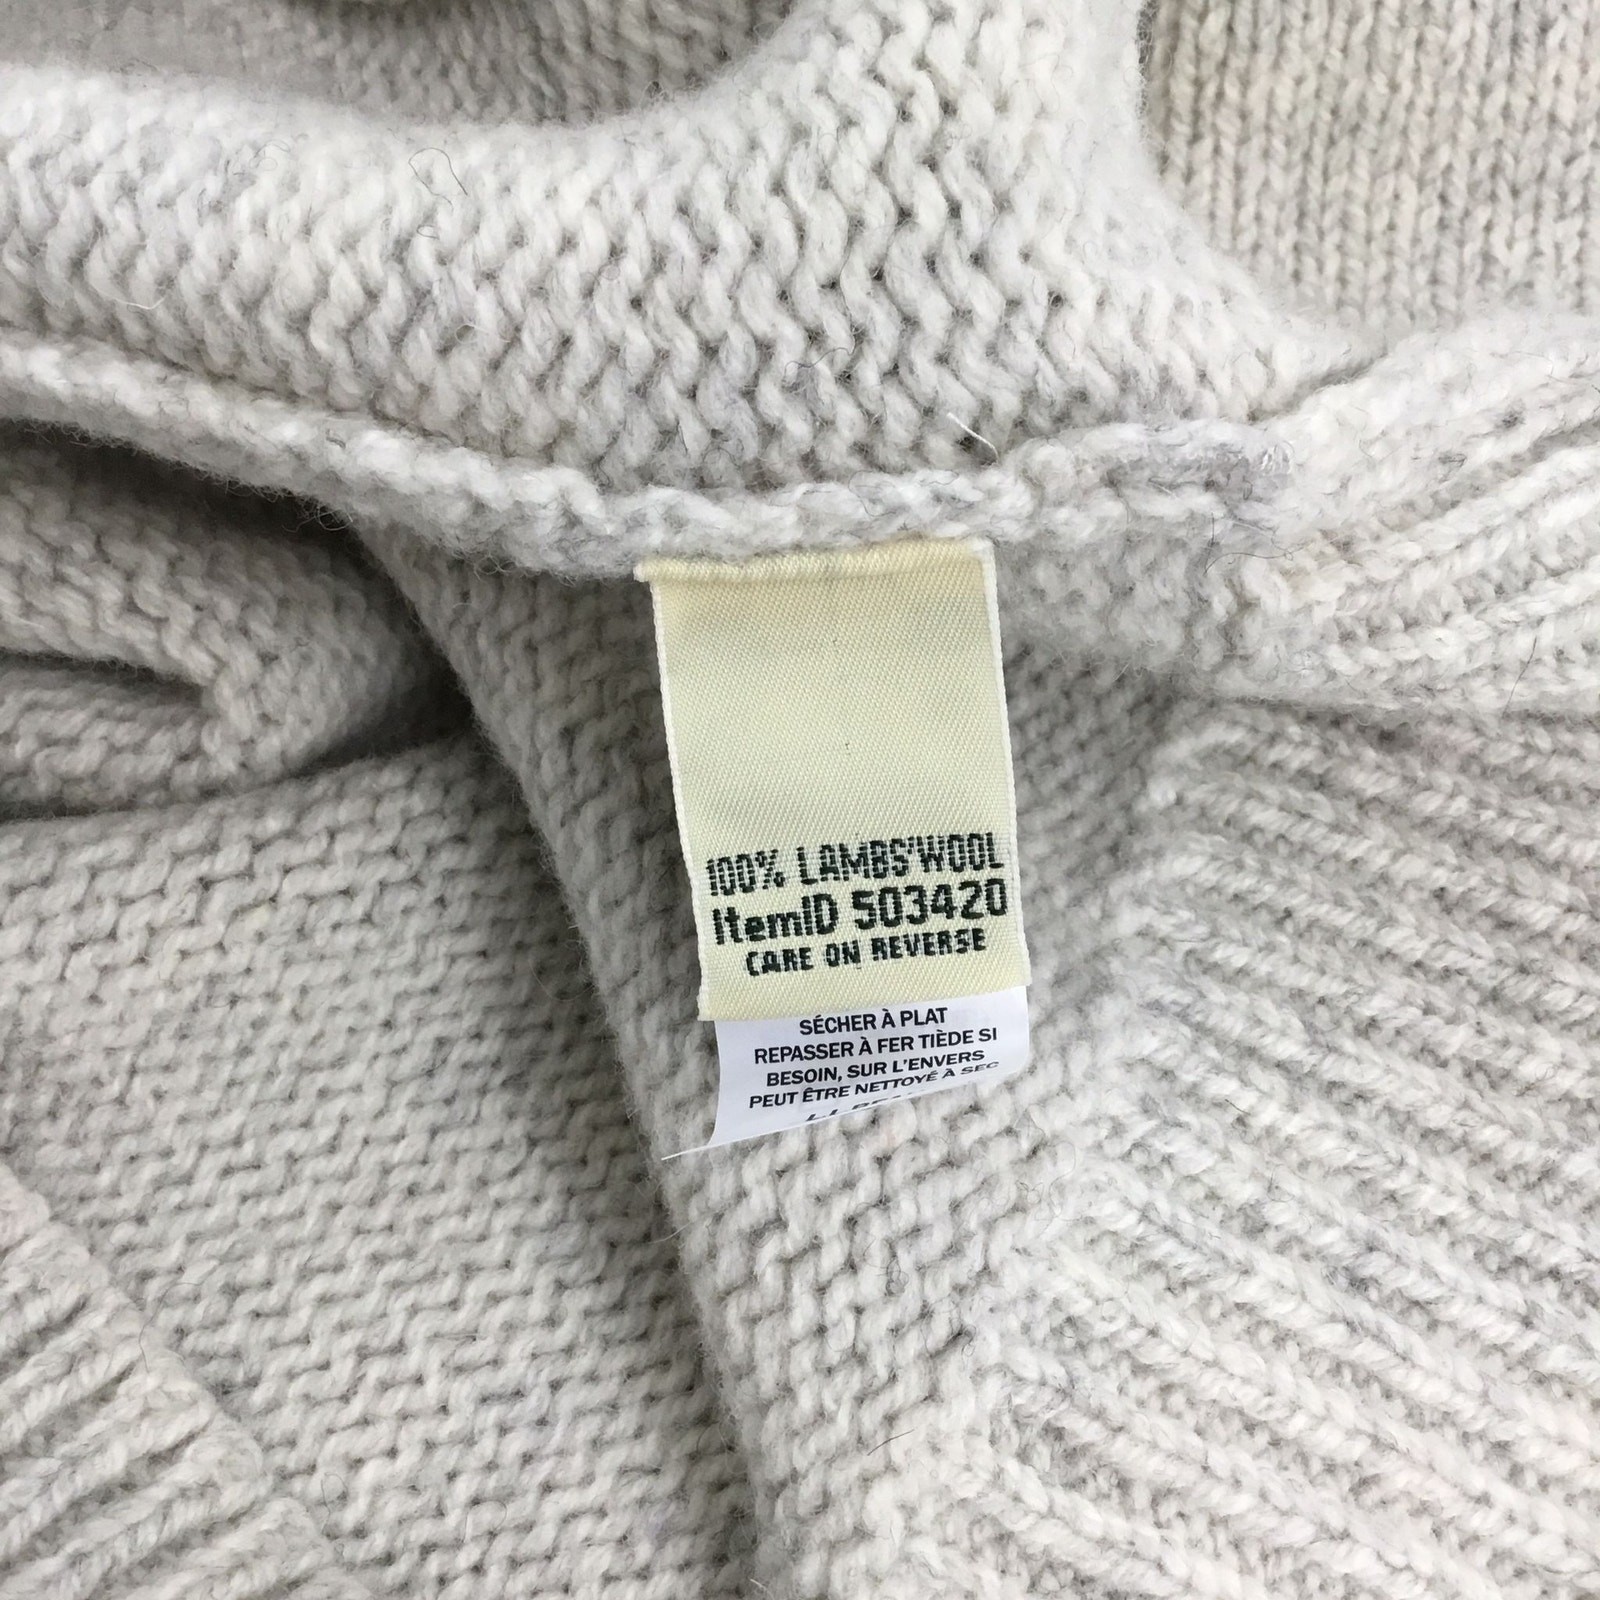 100% LAMBS'WOOL
ItemID 503420
CARE ON REVERSE
SÉCHER À PLAT
REPASSER À FER TIÈDE SI
BESOIN, SUR L'ENVERS
PEUT ÊTRE NETTOYÉ À SEC